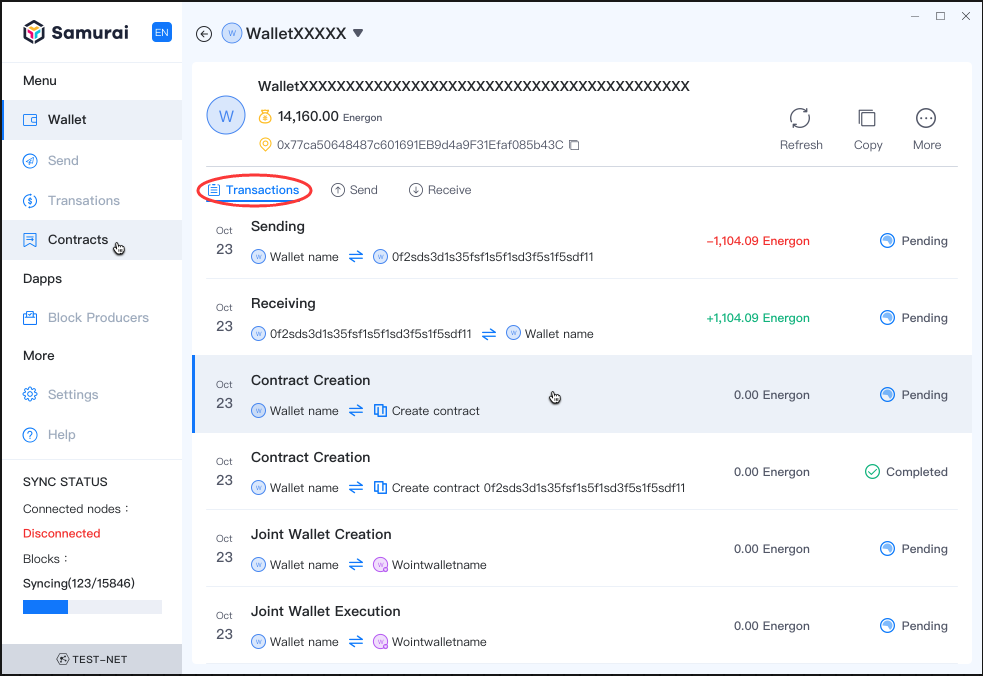 Samurai EN
Menu
Wallet
Send
Transations
Contracts
Dapps
Block Producers
More
Settings
Help
SYNC STATUS
Connected nodes :
Disconnected
Blocks :
Syncing(123/15846)
TEST-NET
W WalletXXXXX
W
WalletXXXXXXXXXXXXXXXXXXXXXXXXXXXXXXXXXXXXXXXXXX
14,160.00 Energon
0x77ca50648487c601691EB9d4a9F31Efaf085b43C
Refresh Copy More
Transactions Send Receive
Oct 23
Sending
W Wallet name W 0f2sds3d1s35fsf1s5f1sd3f5s1f5sdf11
-1,104.09 Energon Pending
Oct 23
Receiving
W 0f2sds3d1s35fsf1s5f1sd3f5s1f5sdf11 W Wallet name
+1,104.09 Energon Pending
Oct 23
Contract Creation
W Wallet name Create contract
0.00 Energon Pending
Oct 23
Contract Creation
W Wallet name Create contract 0f2sds3d1s35fsf1s5f1sd3f5s1f5sdf11
0.00 Energon Completed
Oct 23
Joint Wallet Creation
W Wallet name W Wointwalletname
0.00 Energon Pending
Oct 23
Joint Wallet Execution
W Wallet name W Wointwalletname
0.00 Energon Pending